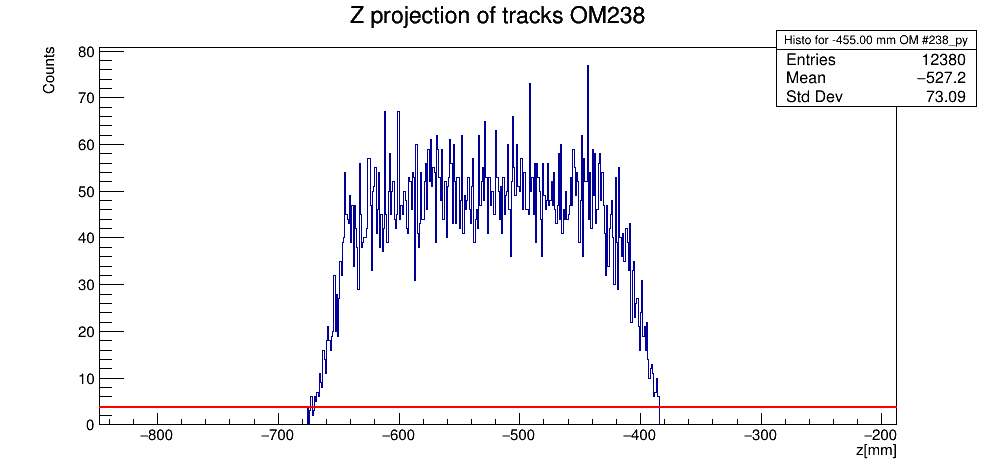 Z projection of tracks OM238
Histo for -455.00 mm OM #238_py
Entries 12380
Mean −527.2
Std Dev 73.09
Counts
80
70
60
50
40
30
20
10
0
−800 −700 −600 −500 −400 −300 −200
z[mm]